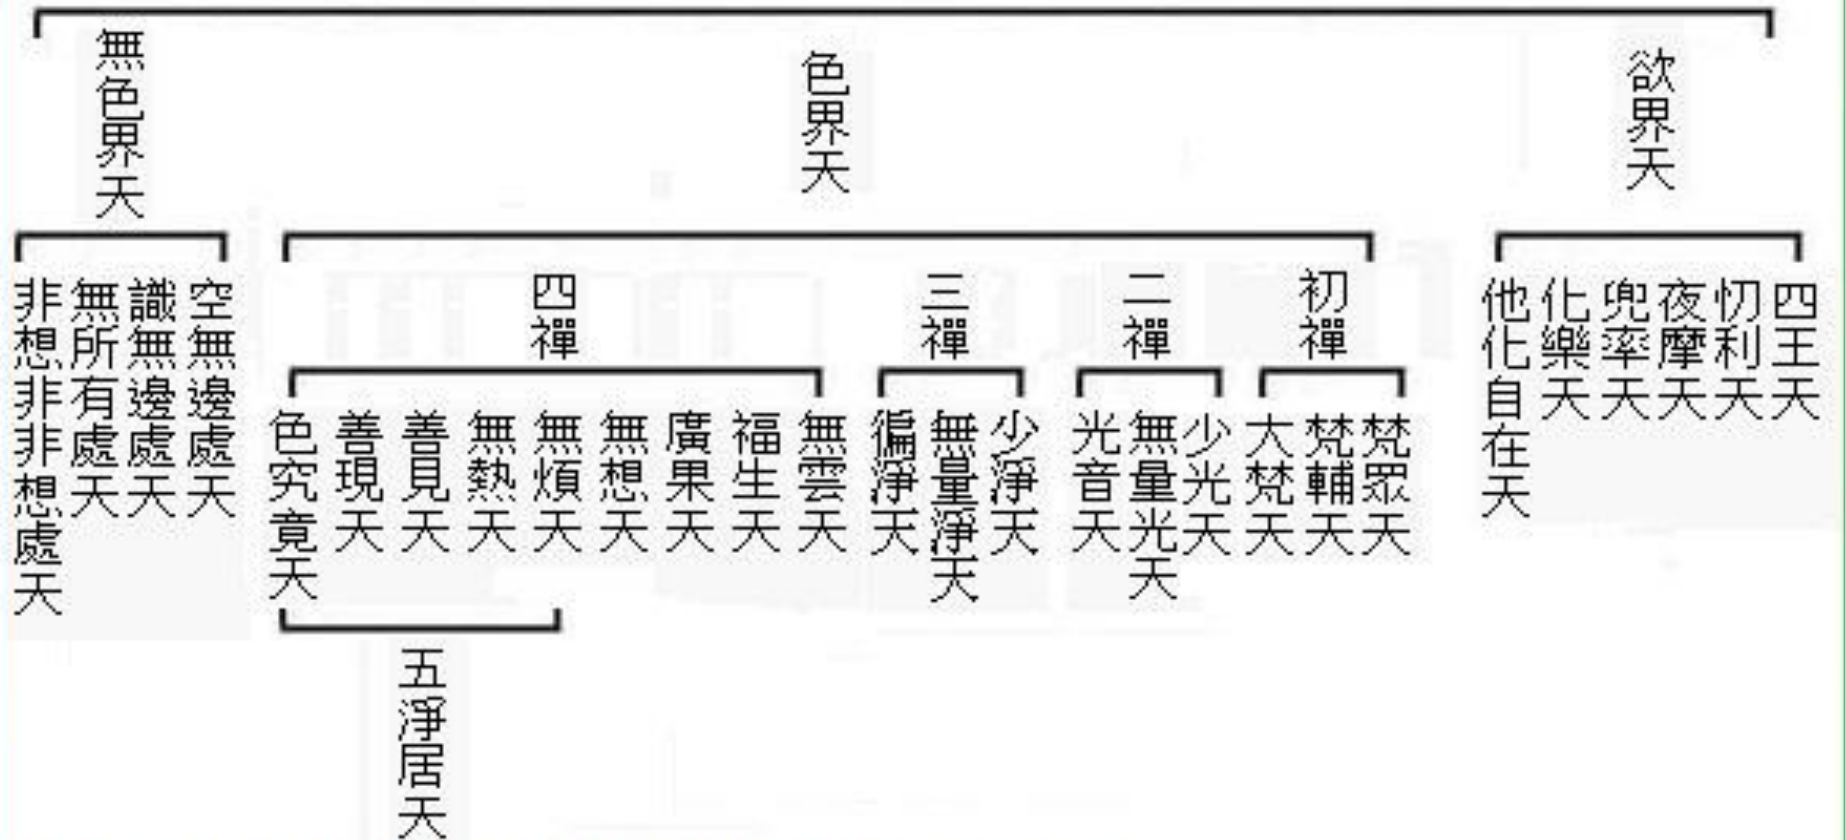 欲界天
色界天
無色界天
四王天
忉利天
夜摩天
兜率天
化樂天
他化自在天
初禪
二禪
三禪
四禪
梵眾天
梵輔天
大梵天
少光天
無量光天
光音天
少淨天
無量淨天
徧淨天
無雲天
福生天
廣果天
無想天
無煩天
無熱天
善見天
善現天
色究竟天
五淨居天
空無邊處天
識無邊處天
無所有處天
非想非非想處天